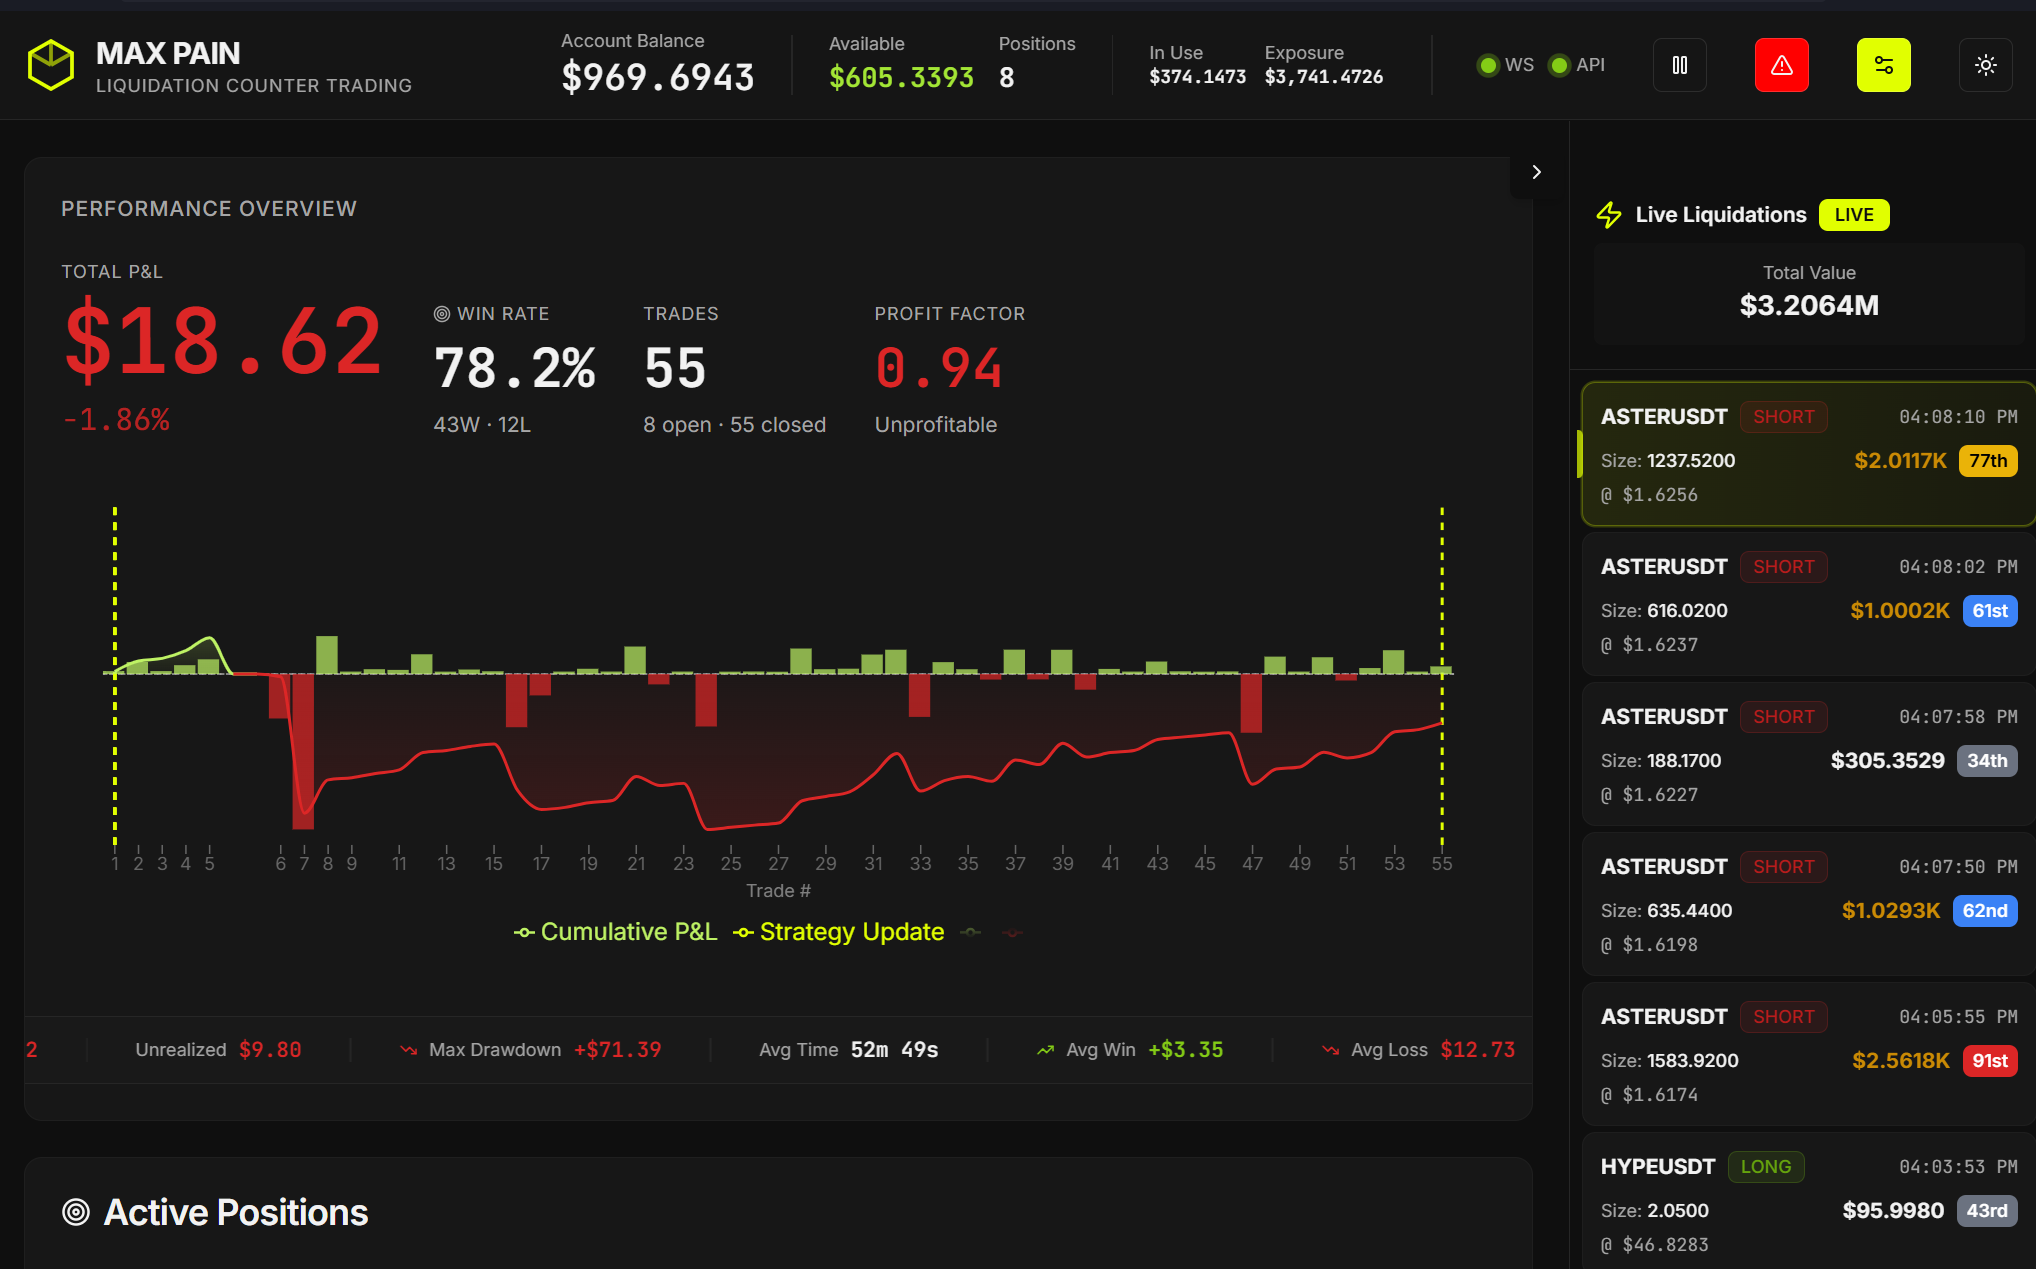 MAX PAIN
LIQUIDATION COUNTER TRADING
Account Balance
$969.6943
Available
$605.3393
Positions
8
In Use
$374.1473
Exposure
$3,741.4726
WS
API
PERFORMANCE OVERVIEW
TOTAL P&L
$18.62
-1.86%
WIN RATE
78.2%
43W · 12L
TRADES
55
8 open · 55 closed
PROFIT FACTOR
0.94
Unprofitable
1 2 3 4 5 6 7 8 9 11 13 15 17 19 21 23 25 27 29 31 33 35 37 39 41 43 45 47 49 51 53 55
Trade #
Cumulative P&L Strategy Update
2 Unrealized $9.80 Max Drawdown +$71.39 Avg Time 52m 49s Avg Win +$3.35 Avg Loss $12.73
Active Positions
Live Liquidations LIVE
Total Value
$3.2064M
ASTERUSDT SHORT 04:08:10 PM
Size: 1237.5200 $2.0117K 77th
@ $1.6256
ASTERUSDT SHORT 04:08:02 PM
Size: 616.0200 $1.0002K 61st
@ $1.6237
ASTERUSDT SHORT 04:07:58 PM
Size: 188.1700 $305.3529 34th
@ $1.6227
ASTERUSDT SHORT 04:07:50 PM
Size: 635.4400 $1.0293K 62nd
@ $1.6198
ASTERUSDT SHORT 04:05:55 PM
Size: 1583.9200 $2.5618K 91st
@ $1.6174
HYPEUSDT LONG 04:03:53 PM
Size: 2.0500 $95.9980 43rd
@ $46.8283